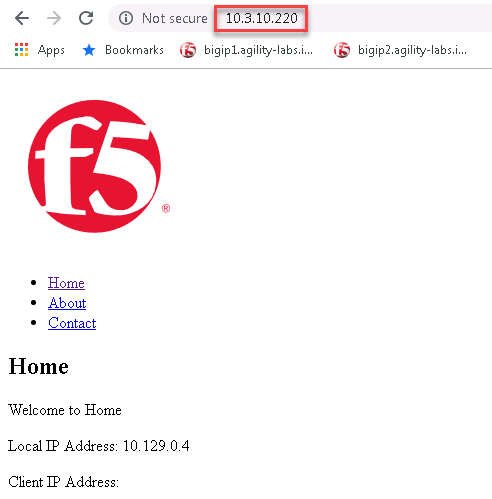 Not secure 10.3.10.220
Apps Bookmarks bigip1.agility-labs.i... bigip2.agility-labs.i...
f5®
Home
About
Contact
Home
Welcome to Home
Local IP Address: 10.129.0.4
Client IP Address: